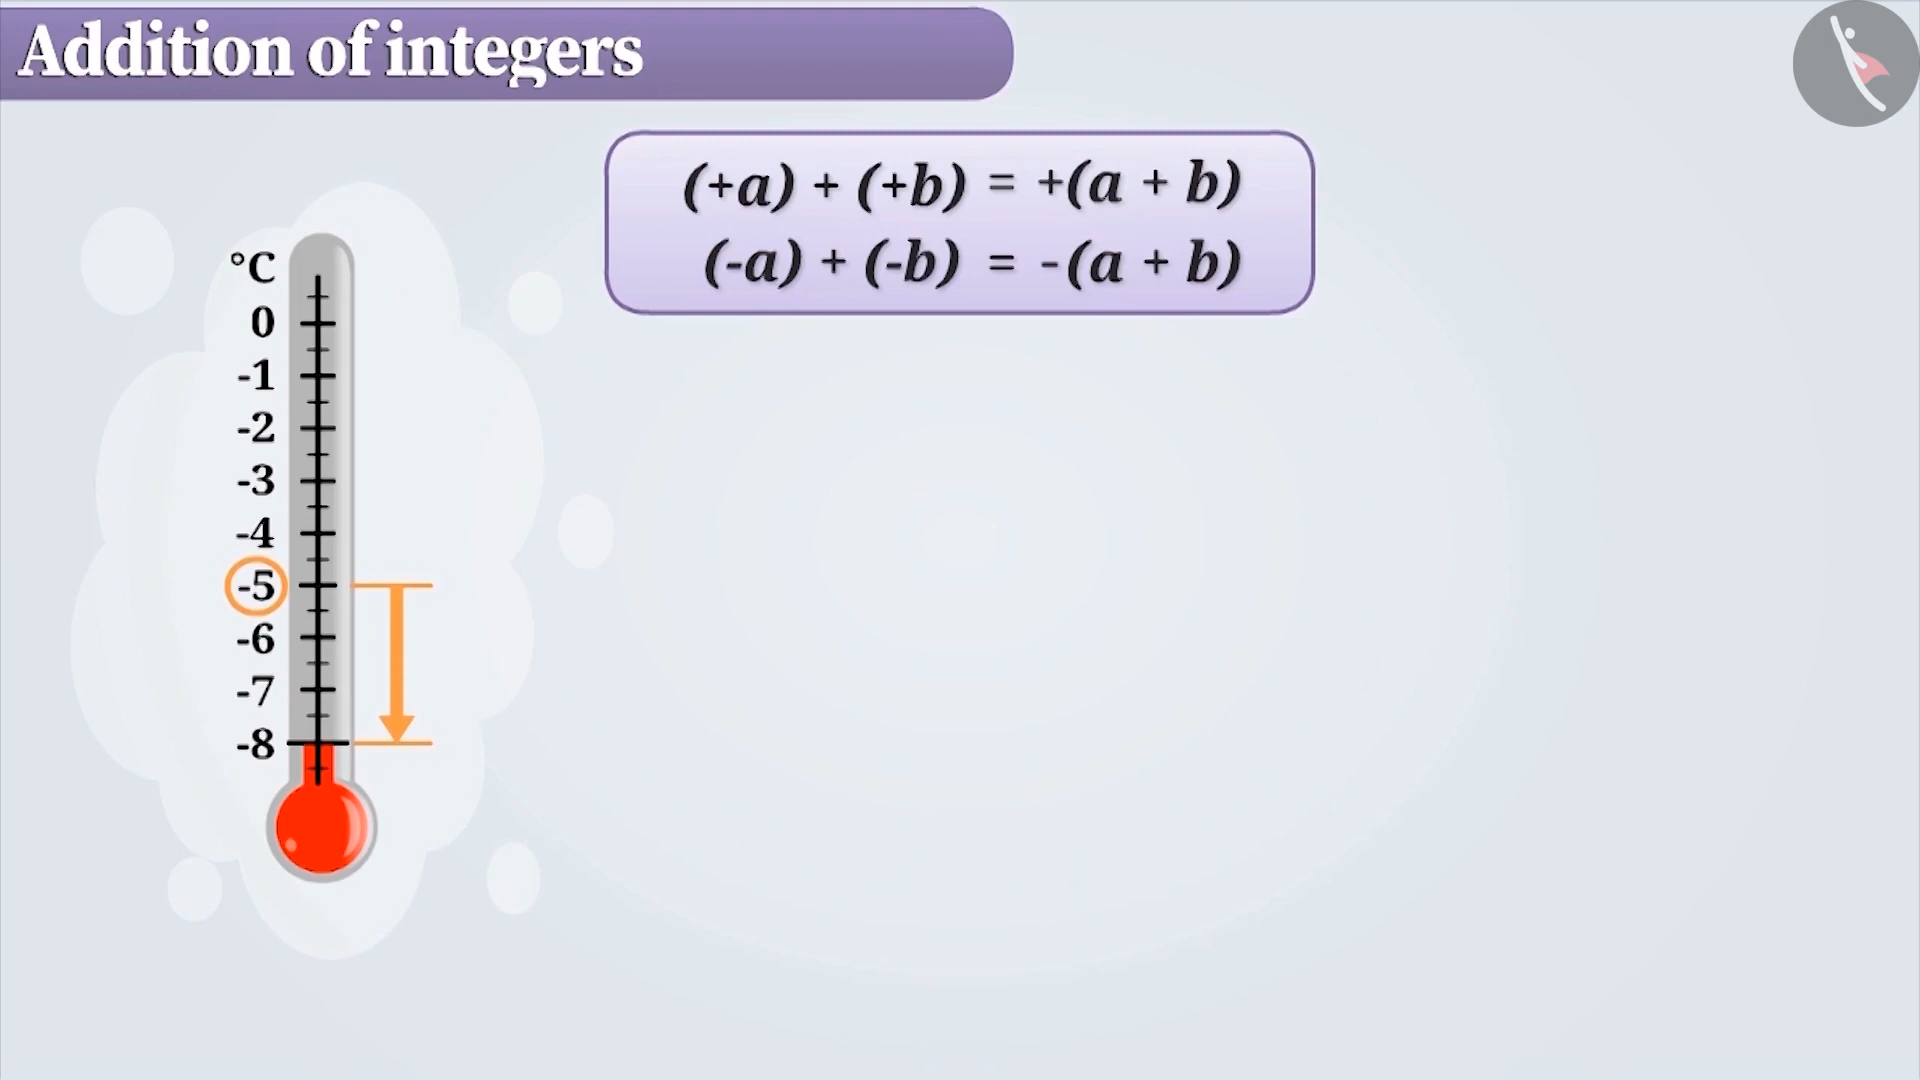 Addition of integers
(+a) + (+b) = +(a + b)
(-a) + (-b) = -(a + b)
°C
0
-1
-2
-3
-4
-5
-6
-7
-8